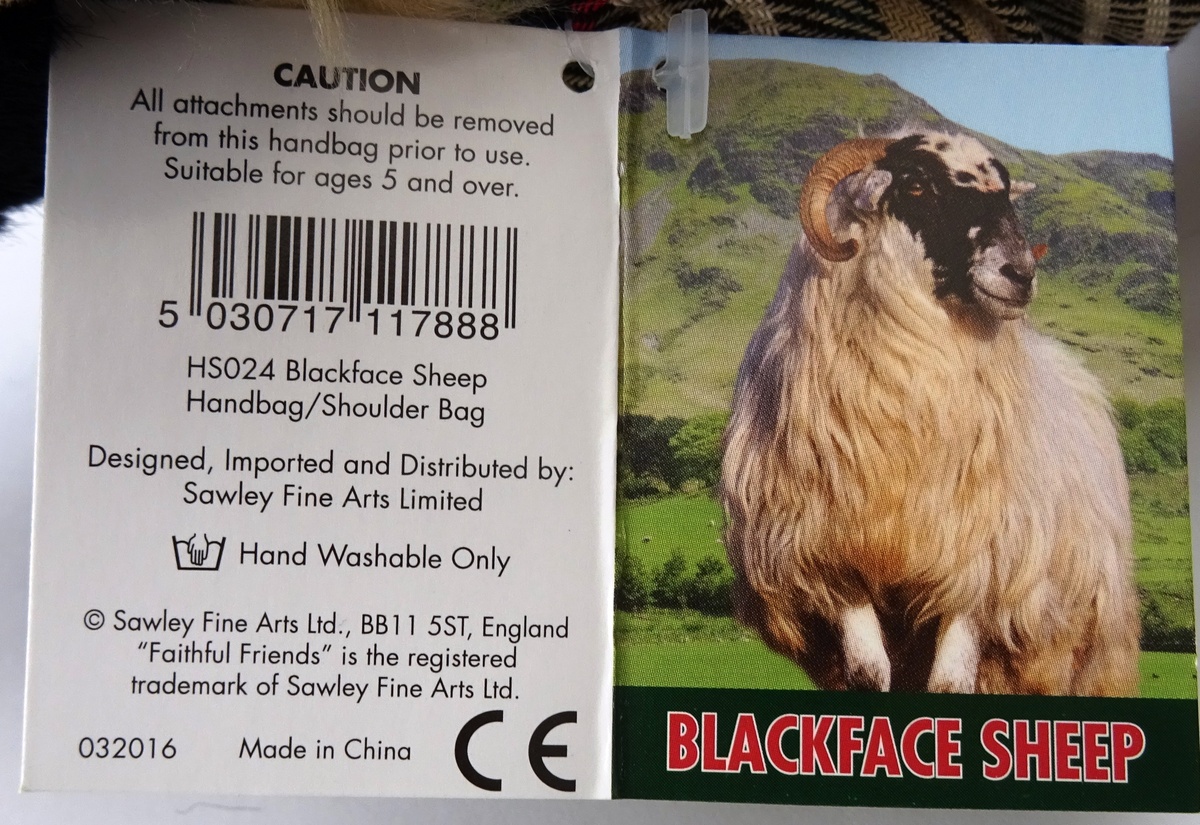 CAUTION
All attachments should be removed
from this handbag prior to use.
Suitable for ages 5 and over.
5 030717 117888
HS024 Blackface Sheep
Handbag/Shoulder Bag
Designed, Imported and Distributed by:
Sawley Fine Arts Limited
Hand Washable Only
© Sawley Fine Arts Ltd., BB11 5ST, England
“Faithful Friends” is the registered
trademark of Sawley Fine Arts Ltd.
032016 Made in China CE
BLACKFACE SHEEP